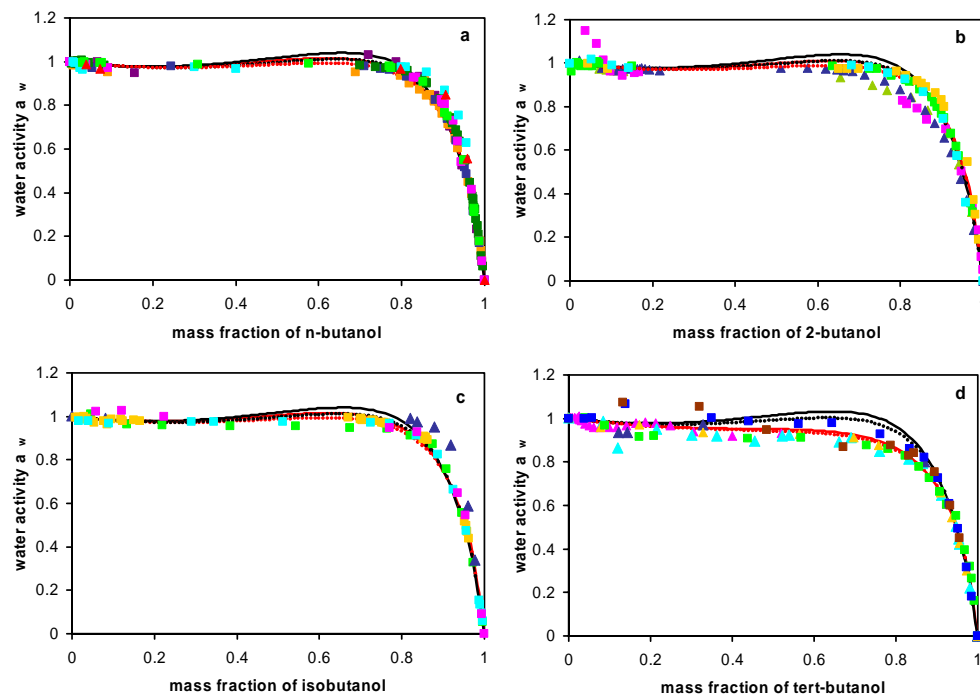 a
1.2
1
0.8
0.6
0.4
0.2
0
water activity a w
0 0.2 0.4 0.6 0.8 1
mass fraction of n-butanol
b
1.2
1
0.8
0.6
0.4
0.2
0
water activity a w
0 0.2 0.4 0.6 0.8
mass fraction of 2-butanol
c
1.2
1
0.8
0.6
0.4
0.2
0
water activity a w
0 0.2 0.4 0.6 0.8 1
mass fraction of isobutanol
d
1.2
1
0.8
0.6
0.4
0.2
0
water activity a w
0 0.2 0.4 0.6 0.8 1
mass fraction of tert-butanol